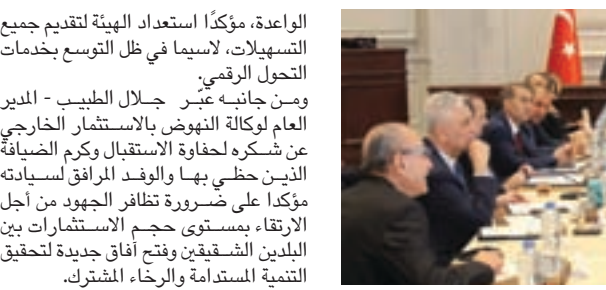 الواعدة، مؤكدًا استعداد الهيئة لتقديم جميع
التسهيلات، لاسيما في ظل التوسع بخدمات
التحول الرقمي.
ومن جانبه عبّر جلال الطبيب - المدير
العام لوكالة النهوض بالاستثمار الخارجي
عن شكره لحفاوة الاستقبال وكرم الضيافة
الذين حظي بها والوفد المرافق لسيادته
مؤكدا على ضرورة تظافر الجهود من أجل
الارتقاء بمستوى حجم الاستثمارات بين
البلدين الشقيقين وفتح آفاق جديدة لتحقيق
التنمية المستدامة والرخاء المشترك.